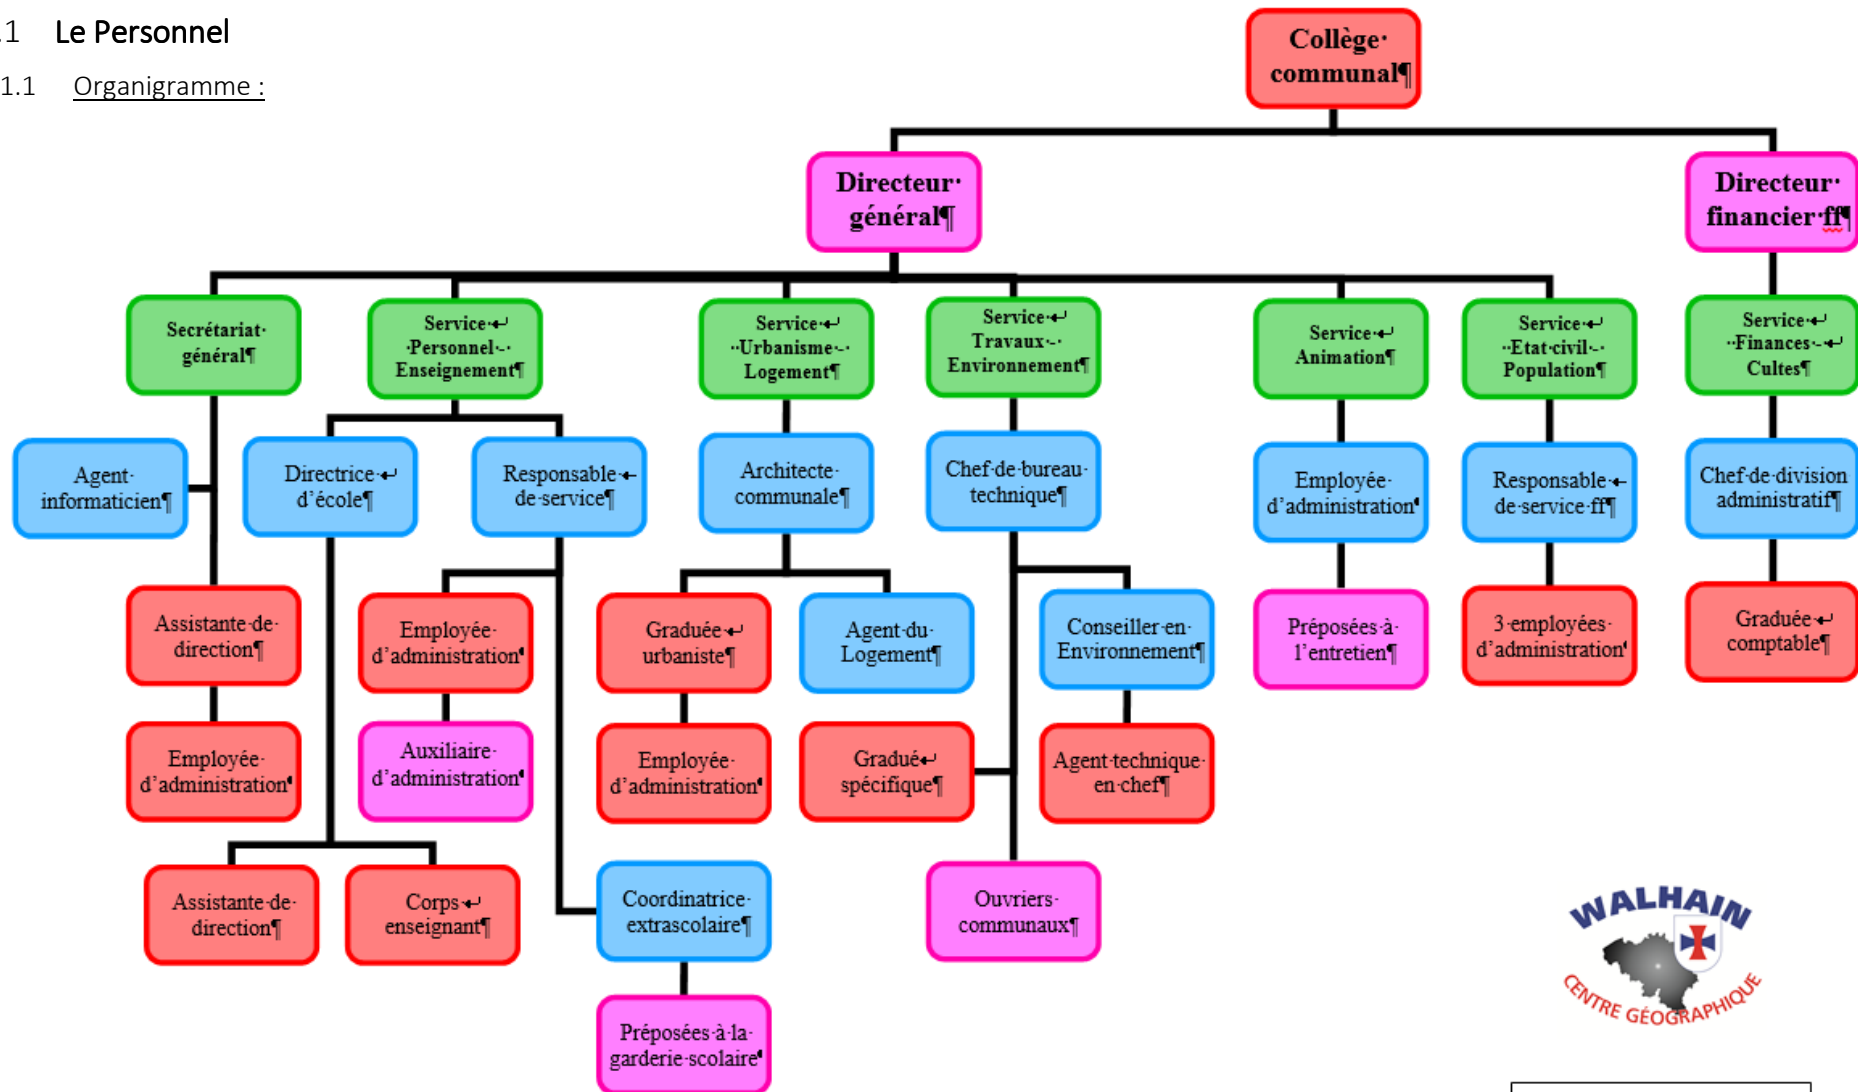 .1 Le Personnel
1.1 Organigramme :
Collège·
communal¶
Directeur·
général¶
Directeur·
financier·ff¶
Secrétariat·
général¶
Service·↵
·Personnel·-·
Enseignement¶
Service·↵
··Urbanisme·-·
Logement¶
Service·↵
Travaux·-·
Environnement¶
Service·↵
Animation¶
Service·↵
··Etat·civil·-·
Population¶
Service·↵
··Finances·-·↵
Cultes¶
Agent·
informaticien¶
Directrice·↵
d’école¶
Responsable·↵
de·service¶
Architecte·
communale¶
Chef·de·bureau·
technique¶
Employée·
d’administration¶
Responsable·↵
de·service·ff¶
Chef·de·division·
administratif¶
Assistante·de·
direction¶
Employée·
d’administration¶
Graduée·↵
urbaniste¶
Agent·du·
Logement¶
Conseiller·en·
Environnement¶
Préposées·à·
l’entretien¶
3·employées·
d’administration¶
Graduée·↵
comptable¶
Employée·
d’administration¶
Auxiliaire·
d’administration¶
Employée·
d’administration¶
Gradué↵
spécifique¶
Agent·technique·
en·chef¶
Assistante·de·
direction¶
Corps·↵
enseignant¶
Coordinatrice·
extrascolaire¶
Ouvriers·
communaux¶
Préposées·à·la·
garderie·scolaire¶
WALHAIN
CENTRE GÉOGRAPHIQUE